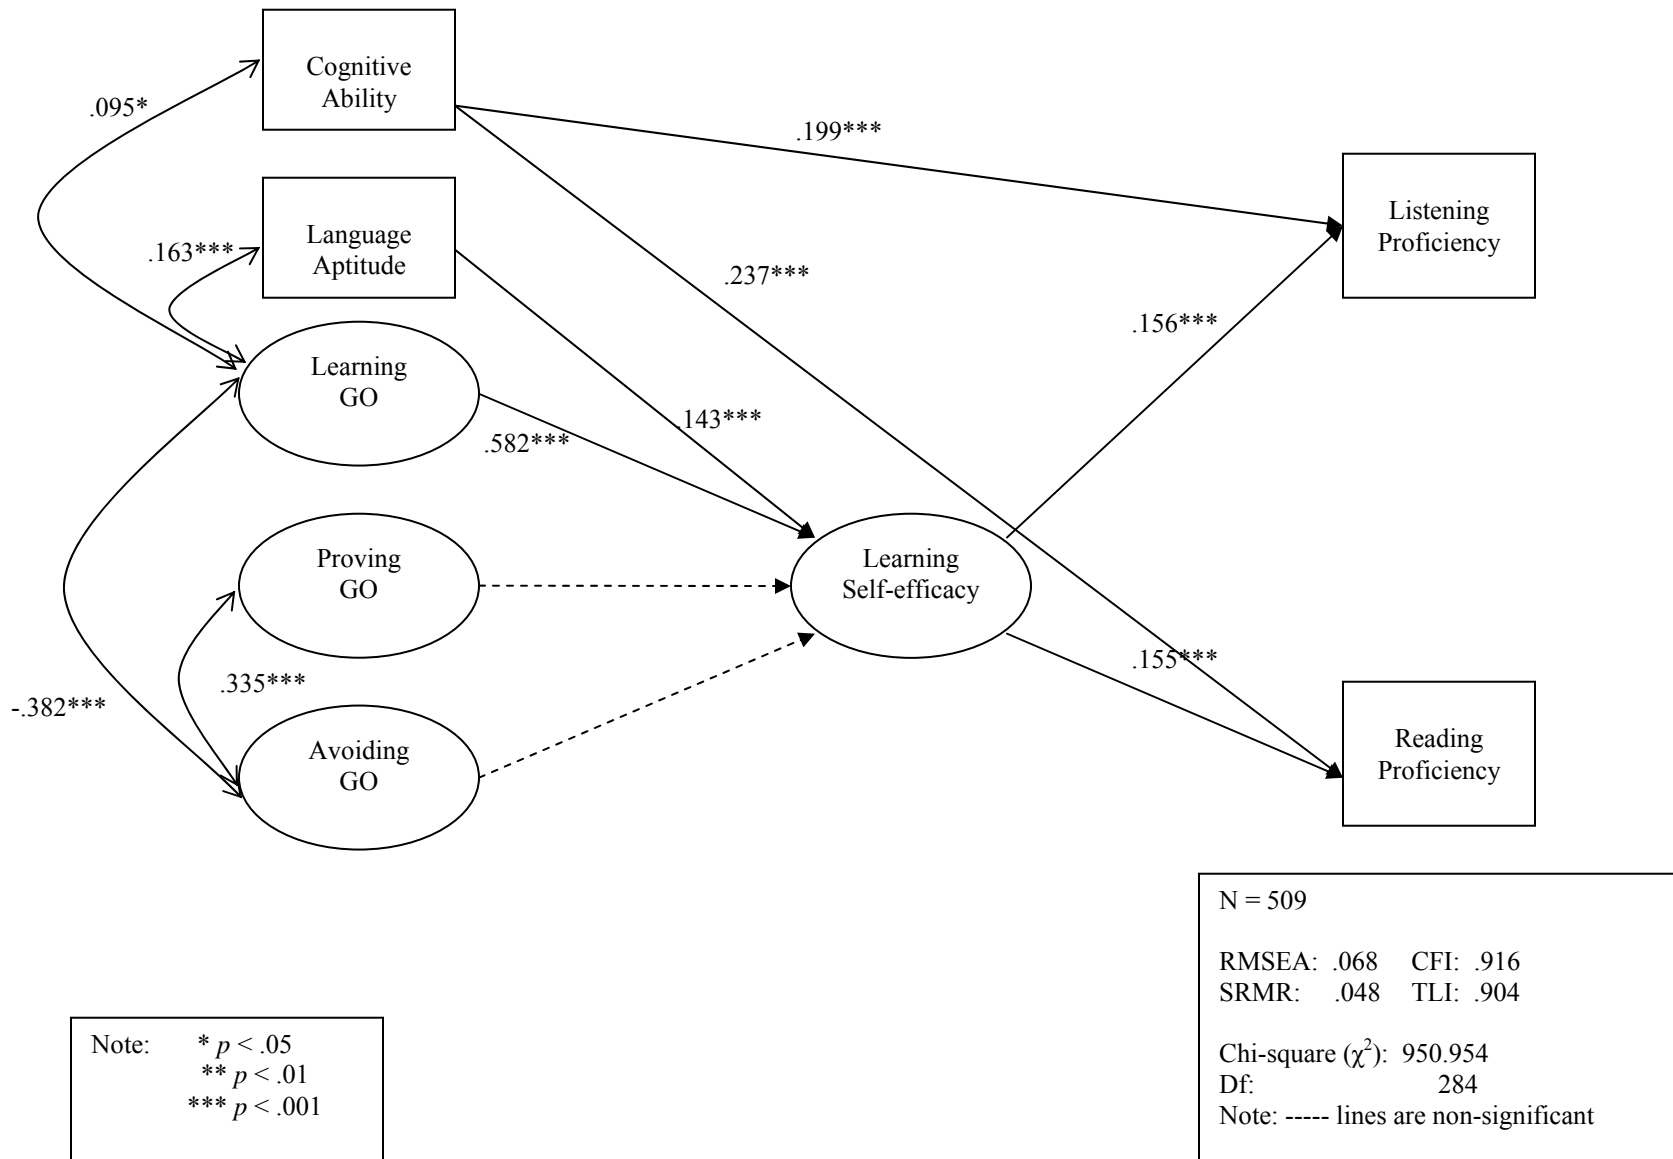 Cognitive
Ability
.095*
.199***
Listening
Proficiency
Language
Aptitude
.163***
.237***
.156***
Learning
GO
.143***
.582***
Proving
GO
Learning
Self-efficacy
.335***
-.382***
.155***
Avoiding
GO
Reading
Proficiency
N = 509
RMSEA: .068 CFI: .916
SRMR: .048 TLI: .904
Chi-square (χ²): 950.954
Df: 284
Note: ----- lines are non-significant
Note: * p < .05
** p < .01
*** p < .001